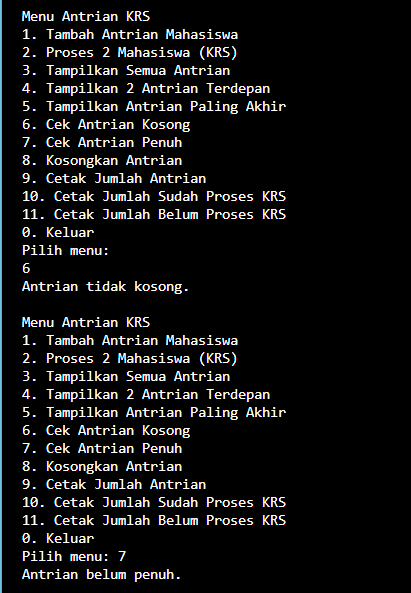 Menu Antrian KRS
1. Tambah Antrian Mahasiswa
2. Proses 2 Mahasiswa (KRS)
3. Tampilkan Semua Antrian
4. Tampilkan 2 Antrian Terdepan
5. Tampilkan Antrian Paling Akhir
6. Cek Antrian Kosong
7. Cek Antrian Penuh
8. Kosongkan Antrian
9. Cetak Jumlah Antrian
10. Cetak Jumlah Sudah Proses KRS
11. Cetak Jumlah Belum Proses KRS
0. Keluar
Pilih menu:
6
Antrian tidak kosong.

Menu Antrian KRS
1. Tambah Antrian Mahasiswa
2. Proses 2 Mahasiswa (KRS)
3. Tampilkan Semua Antrian
4. Tampilkan 2 Antrian Terdepan
5. Tampilkan Antrian Paling Akhir
6. Cek Antrian Kosong
7. Cek Antrian Penuh
8. Kosongkan Antrian
9. Cetak Jumlah Antrian
10. Cetak Jumlah Sudah Proses KRS
11. Cetak Jumlah Belum Proses KRS
0. Keluar
Pilih menu: 7
Antrian belum penuh.